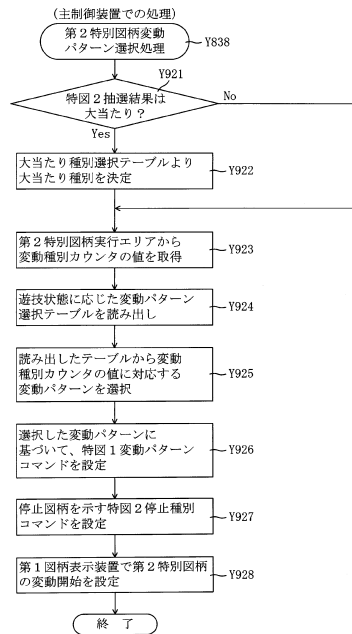 (主制御装置での処理)
第2特別図柄変動
パターン選択処理
Y838
Y921
特図2抽選結果は
大当たり?
No
Yes
大当たり種別選択テーブルより
大当たり種別を決定
Y922
第2特別図柄実行エリアから
変動種別カウンタの値を取得
Y923
遊技状態に応じた変動パターン
選択テーブルを読み出し
Y924
読み出したテーブルから変動
種別カウンタの値に対応する
変動パターンを選択
Y925
選択した変動パターンに
基づいて、特図1変動パターン
コマンドを設定
Y926
停止図柄を示す特図2停止種別
コマンドを設定
Y927
第1図柄表示装置で第2特別図柄
の変動開始を設定
Y928
終 了